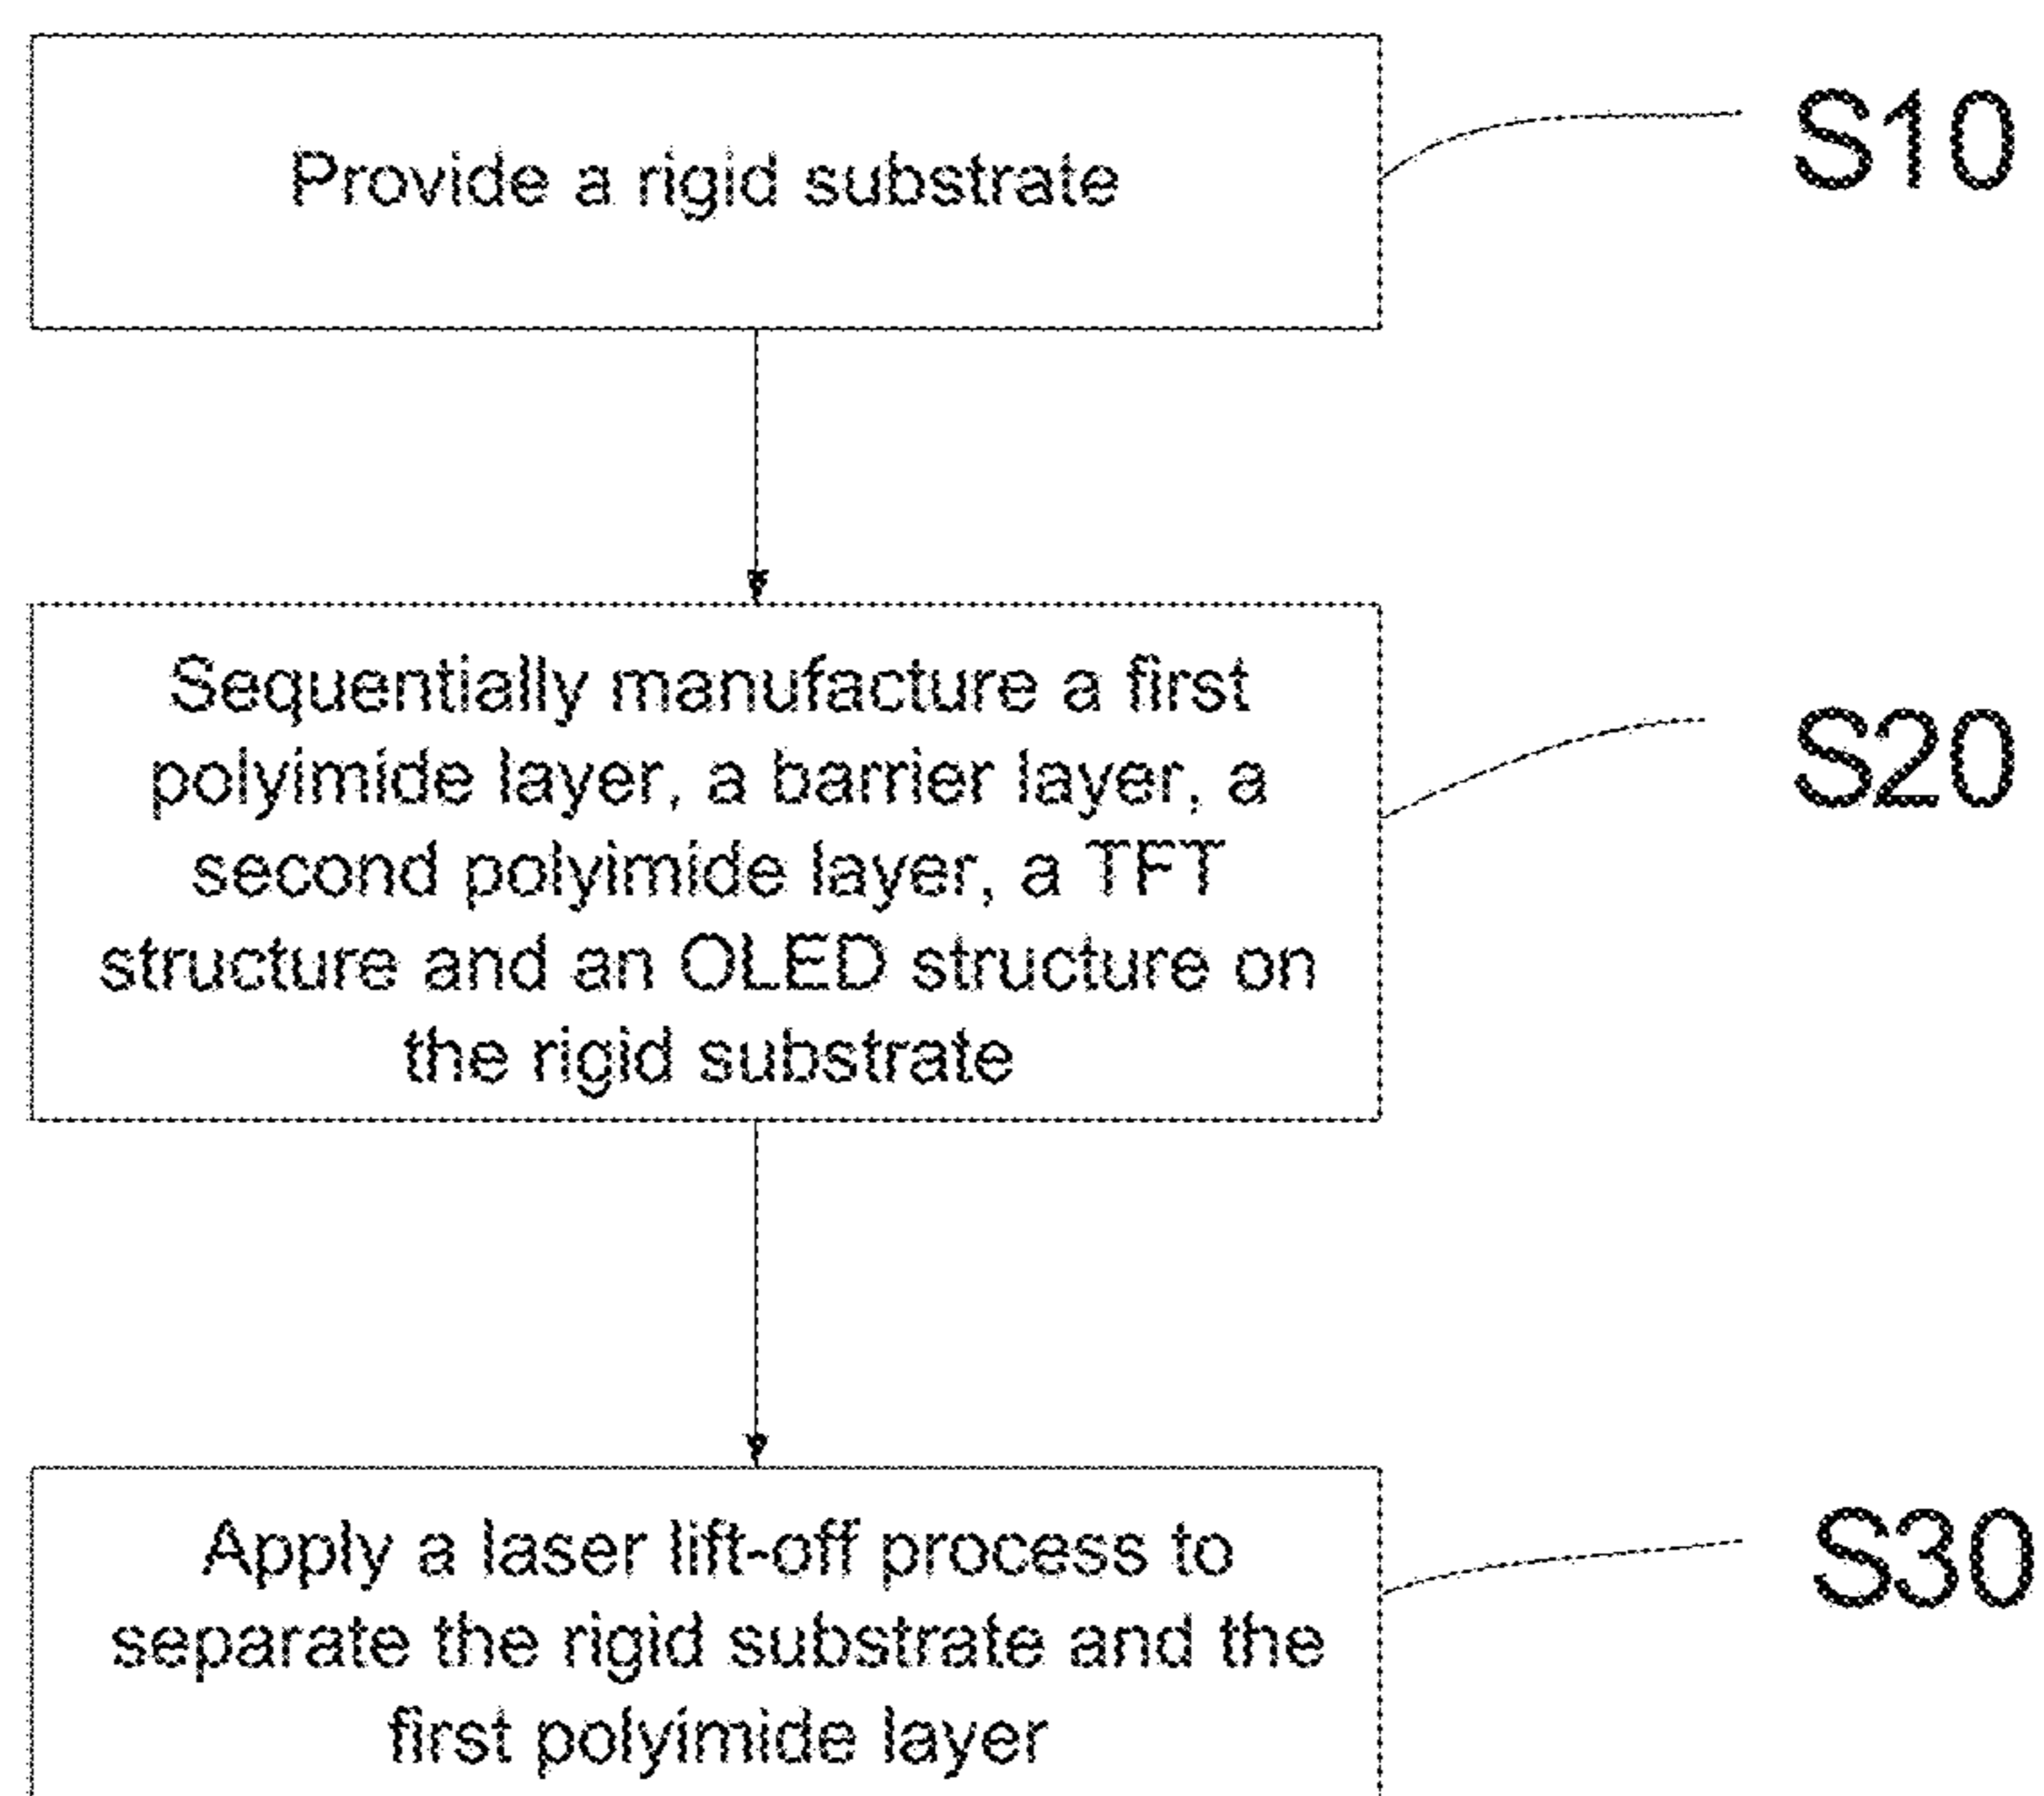 Provide a rigid substrate
S10
Sequentially manufacture a first
polyimide layer, a barrier layer, a
second polyimide layer, a TFT
structure and an OLED structure on
the rigid substrate
S20
Apply a laser lift-off process to
separate the rigid substrate and the
first polyimide layer
S30